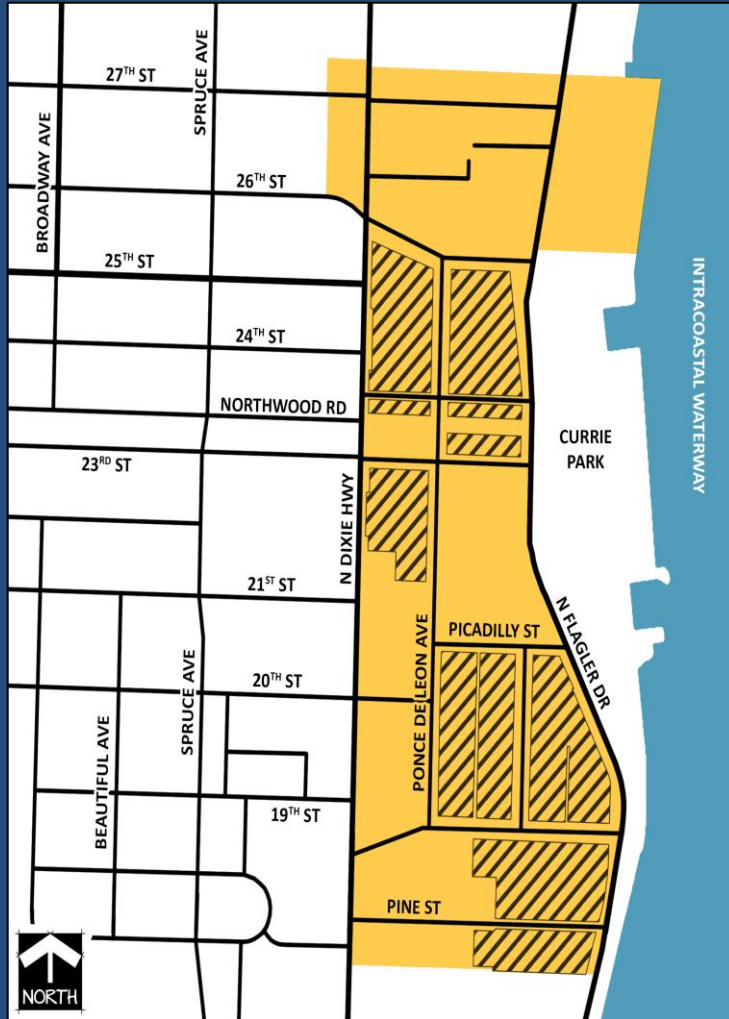 27TH ST
SPRUCE AVE
BROADWAY AVE
26TH ST
25TH ST
INTRACOASTAL WATERWAY
24TH ST
NORTHWOOD RD
CURRIE
PARK
23RD ST
N DIXIE HWY
21ST ST
PICADILLY ST
N FLAGLER DR
PONCE DE LEON AVE
20TH ST
SPRUCE AVE
BEAUTIFUL AVE
19TH ST
PINE ST
NORTH